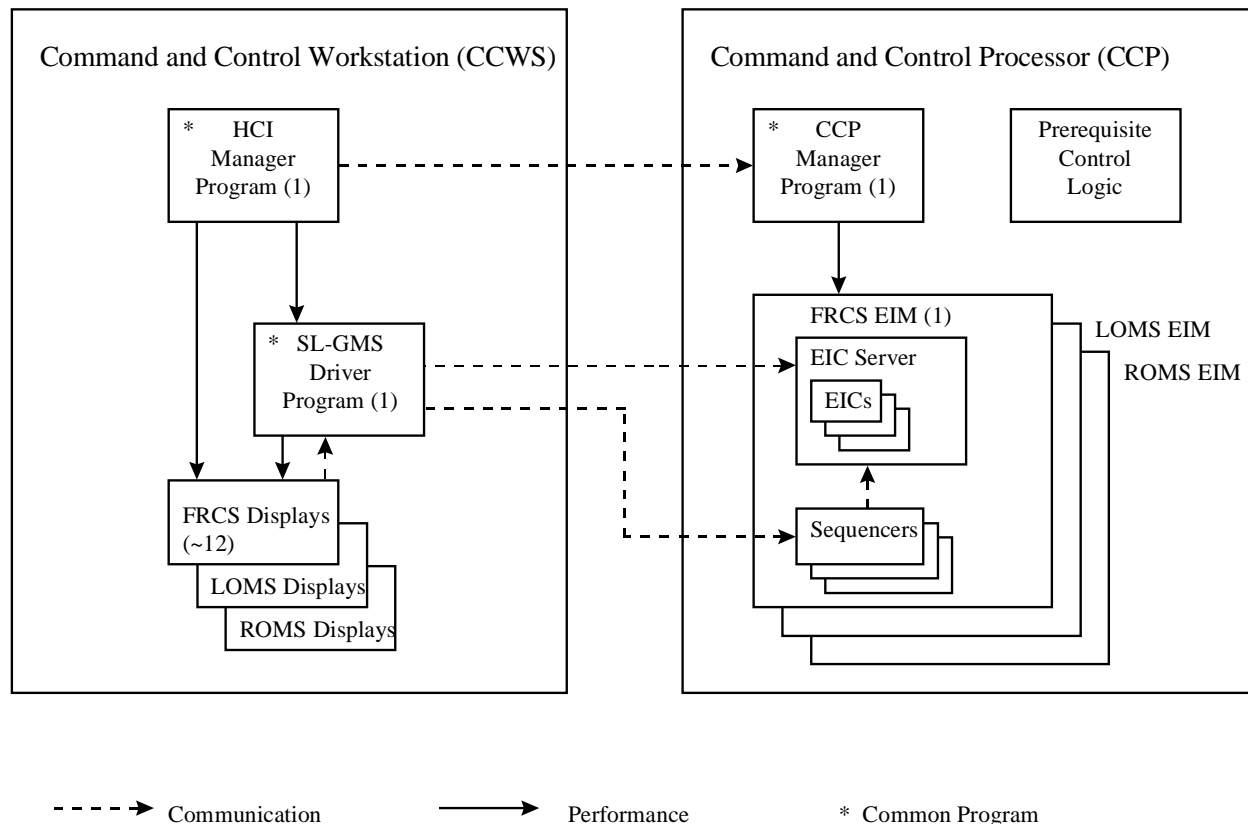 Command and Control Workstation (CCWS)
Command and Control Processor (CCP)
* HCI
Manager
Program (1)
* CCP
Manager
Program (1)
Prerequisite
Control
Logic
* SL-GMS
Driver
Program (1)
FRCS EIM (1)
LOMS EIM
ROMS EIM
EIC Server
EICs
FRCS Displays
(~12)
LOMS Displays
ROMS Displays
Sequencers
Communication
Performance
* Common Program